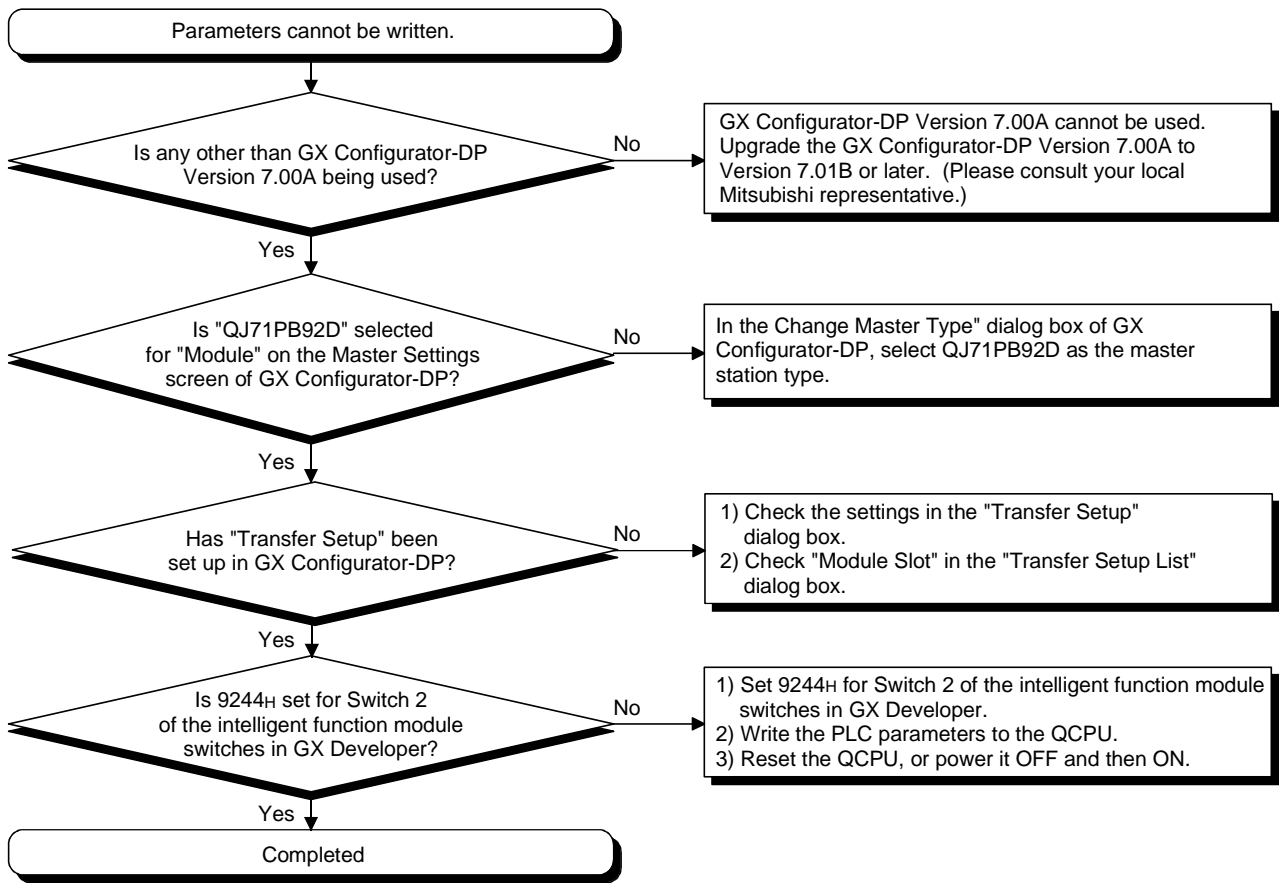 Parameters cannot be written.
Is any other than GX Configurator-DP
Version 7.00A being used?
No
GX Configurator-DP Version 7.00A cannot be used.
Upgrade the GX Configurator-DP Version 7.00A to
Version 7.01B or later. (Please consult your local
Mitsubishi representative.)
Yes
Is "QJ71PB92D" selected
for "Module" on the Master Settings
screen of GX Configurator-DP?
No
In the Change Master Type" dialog box of GX
Configurator-DP, select QJ71PB92D as the master
station type.
Yes
Has "Transfer Setup" been
set up in GX Configurator-DP?
No
1) Check the settings in the "Transfer Setup"
dialog box.
2) Check "Module Slot" in the "Transfer Setup List"
dialog box.
Yes
Is 9244H set for Switch 2
of the intelligent function module
switches in GX Developer?
No
1) Set 9244H for Switch 2 of the intelligent function module
switches in GX Developer.
2) Write the PLC parameters to the QCPU.
3) Reset the QCPU, or power it OFF and then ON.
Yes
Completed